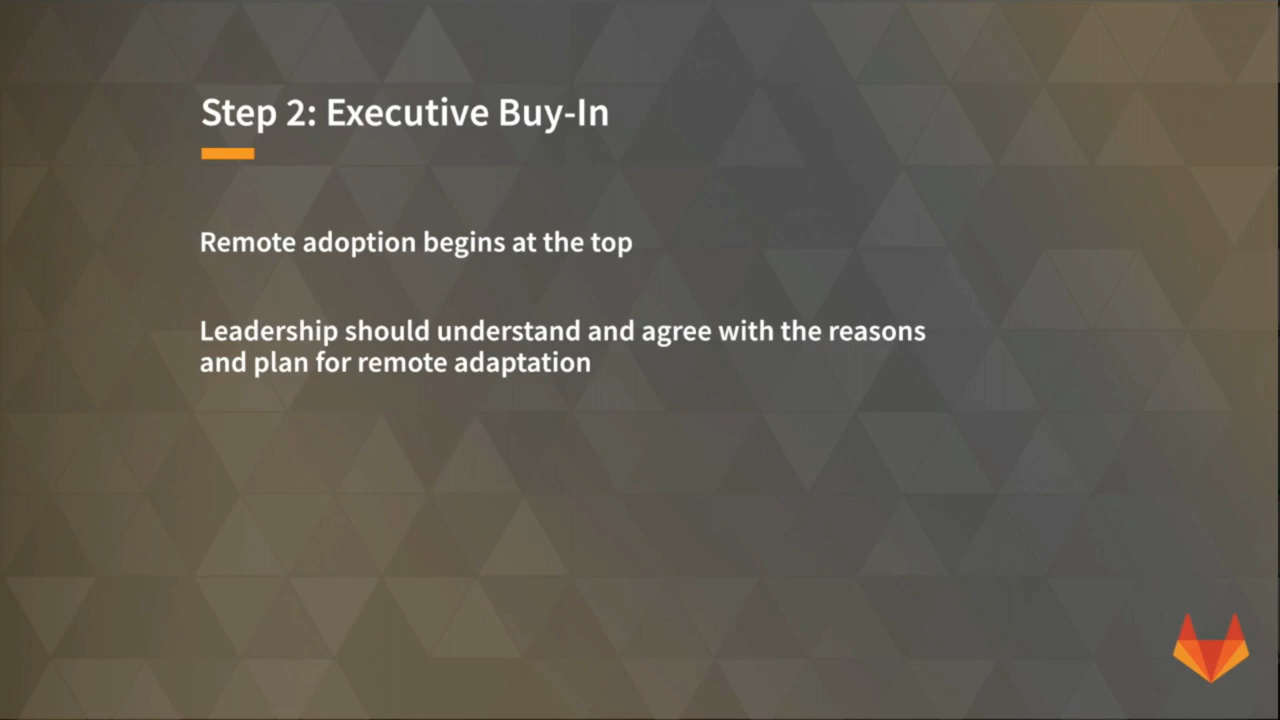 Step 2: Executive Buy-In
Remote adoption begins at the top
Leadership should understand and agree with the reasons
and plan for remote adaptation